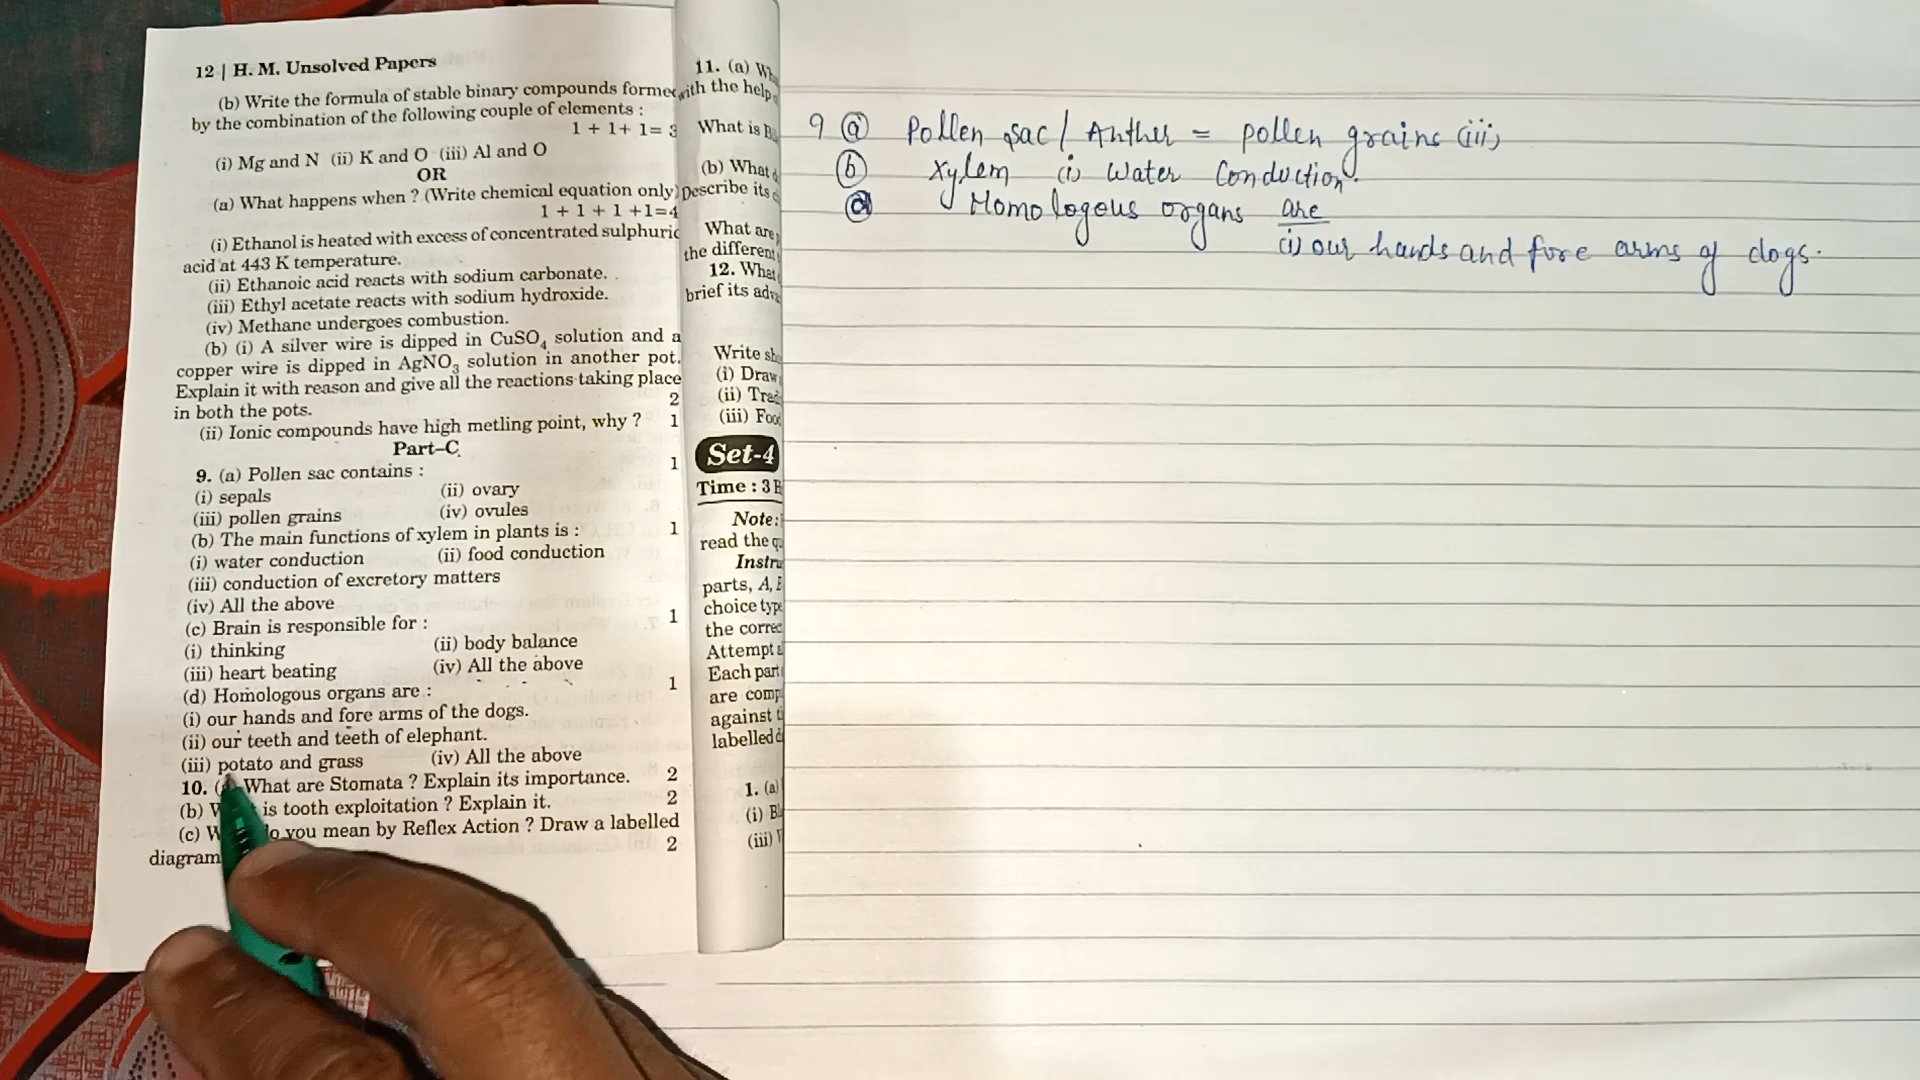 12 | H. M. Unsolved Papers
(b) Write the formula of stable binary compounds
by the combination of the following couple of elements :
1 + 1+ 1= 3
(i) Mg and N (ii) K and O (iii) Al and O
OR
(a) What happens when ? (Write chemical equation only)
1 + 1 + 1 +1=4
(i) Ethanol is heated with excess of concentrated sulphuric
acid at 443 K temperature.
(ii) Ethanoic acid reacts with sodium carbonate.
(iii) Ethyl acetate reacts with sodium hydroxide.
(iv) Methane undergoes combustion.
(b) (i) A silver wire is dipped in CuSO₄ solution and a
copper wire is dipped in AgNO₃ solution in another pot.
Explain it with reason and give all the reactions taking place
in both the pots. 2
(ii) Ionic compounds have high metling point, why ? 1
Part–C
9. (a) Pollen sac contains : 1
(i) sepals (ii) ovary
(iii) pollen grains (iv) ovules
(b) The main functions of xylem in plants is : 1
(i) water conduction (ii) food conduction
(iii) conduction of excretory matters
(iv) All the above
(c) Brain is responsible for : 1
(i) thinking (ii) body balance
(iii) heart beating (iv) All the above
(d) Homologous organs are : 1
(i) our hands and fore arms of the dogs.
(ii) our teeth and teeth of elephant.
(iii) potato and grass (iv) All the above
10. What are Stomata ? Explain its importance. 2
(b) is tooth exploitation ? Explain it. 2
(c) you mean by Reflex Action ? Draw a labelled
diagram 2
11. (a)
with the help
What is
(b) What
Describe its
What are
the different
12. What
brief its
Write
(i) Draw
(ii)
(iii)
Set-4
Time : 3
Note:
read the
parts, A,
choice
the
Attempt
Each part
are
against
labelled
1. (a)
(i)
(iii)
9 (a) Pollen sac / Anther = pollen grains (iii)
(b) Xylem (i) Water Conduction.
(d) Homologous organs are
(i) our hands and fore arms of dogs.